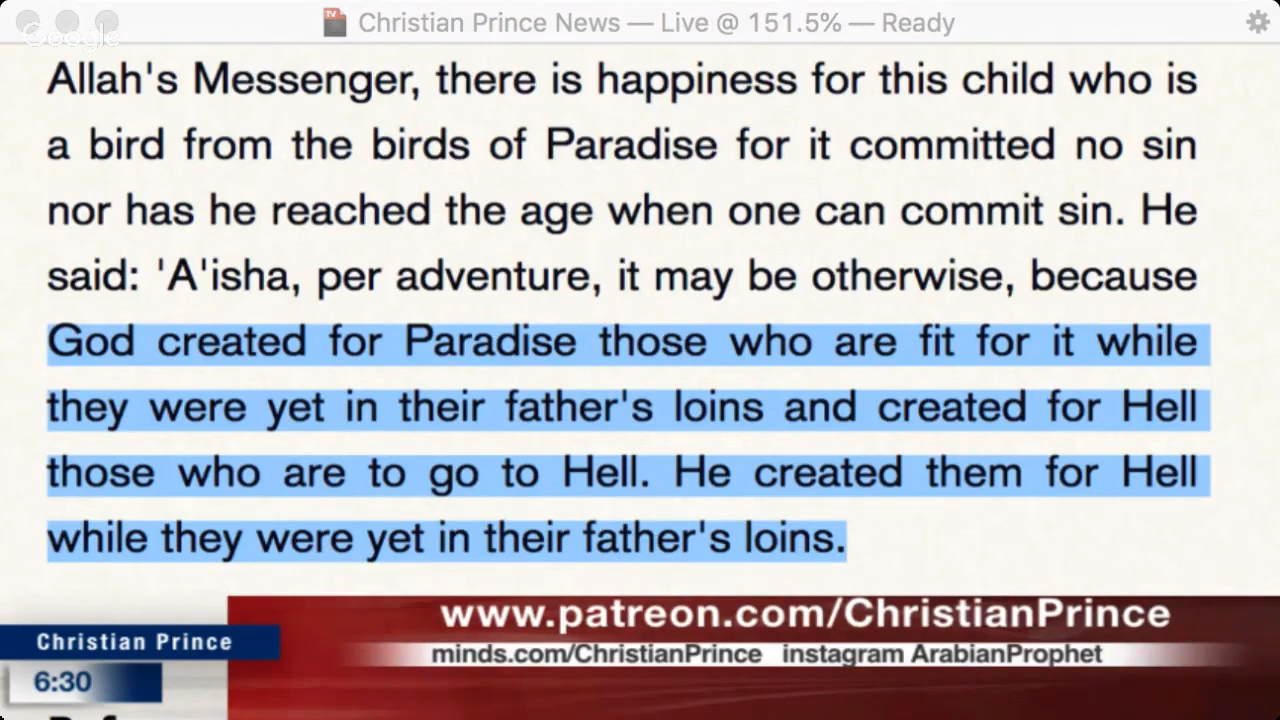 Christian Prince News — Live @ 151.5% — Ready
Google
Allah's Messenger, there is happiness for this child who is
a bird from the birds of Paradise for it committed no sin
nor has he reached the age when one can commit sin. He
said: 'A'isha, per adventure, it may be otherwise, because
God created for Paradise those who are fit for it while
they were yet in their father's loins and created for Hell
those who are to go to Hell. He created them for Hell
while they were yet in their father's loins.
www.patreon.com/ChristianPrince
Christian Prince
minds.com/ChristianPrince instagram ArabianProphet
6:30